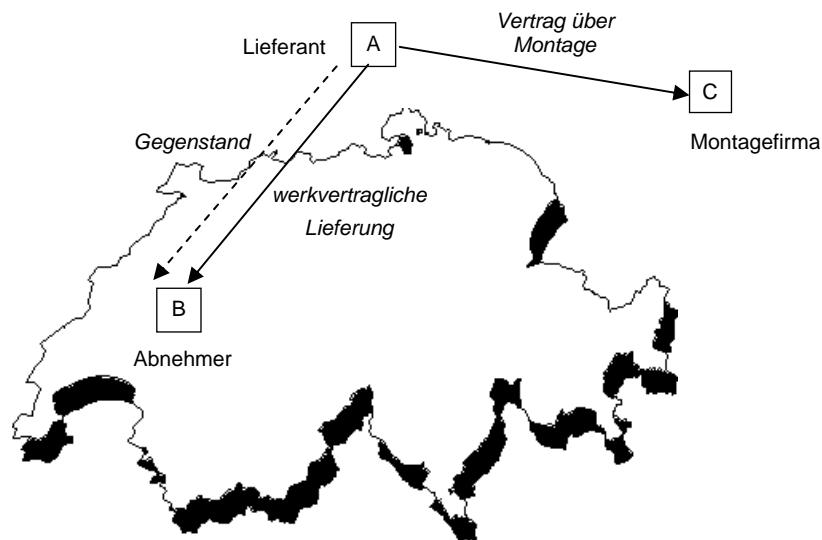 Vertrag über
Montage
Lieferant
A
C
Montagefirma
Gegenstand
werkvertragliche
Lieferung
B
Abnehmer